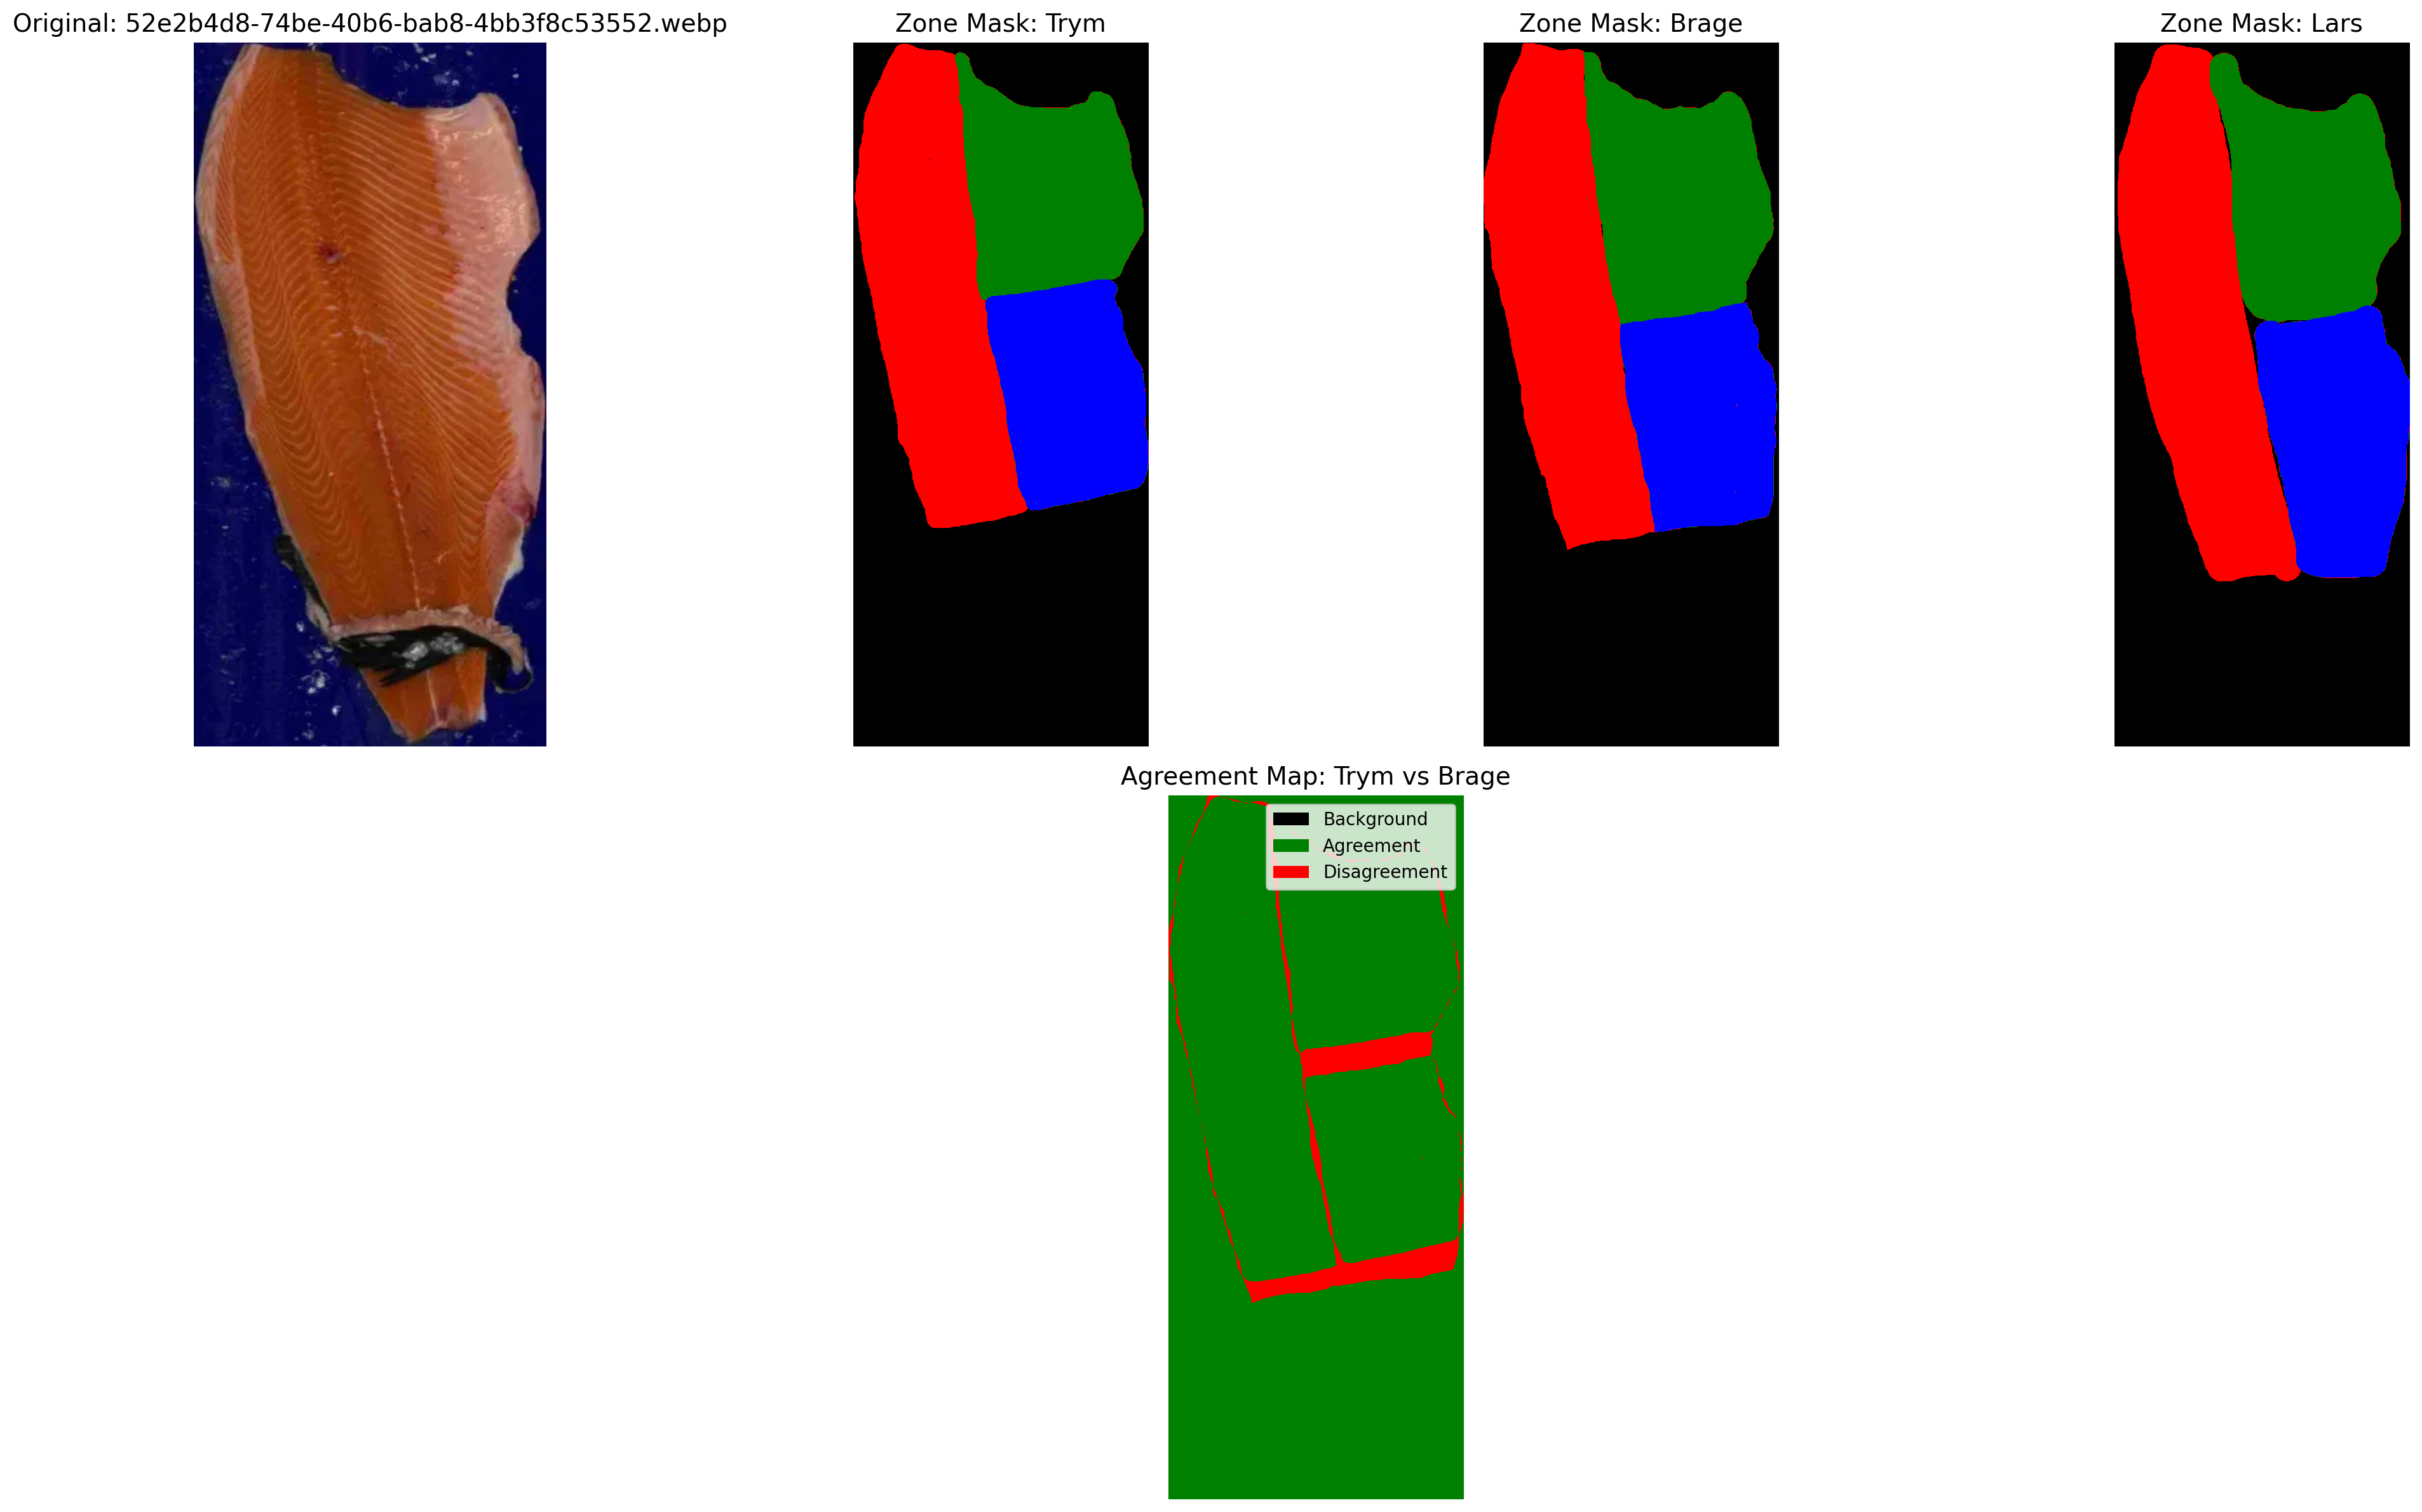 Original: 52e2b4d8-74be-40b6-bab8-4bb3f8c53552.webp
Zone Mask: Trym
Zone Mask: Brage
Zone Mask: Lars
Agreement Map: Trym vs Brage
Background
Agreement
Disagreement